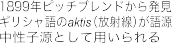 1899年ピッチブレンドから発見
ギリシャ語のaktis(放射線)が語源
中性子源として用いられる